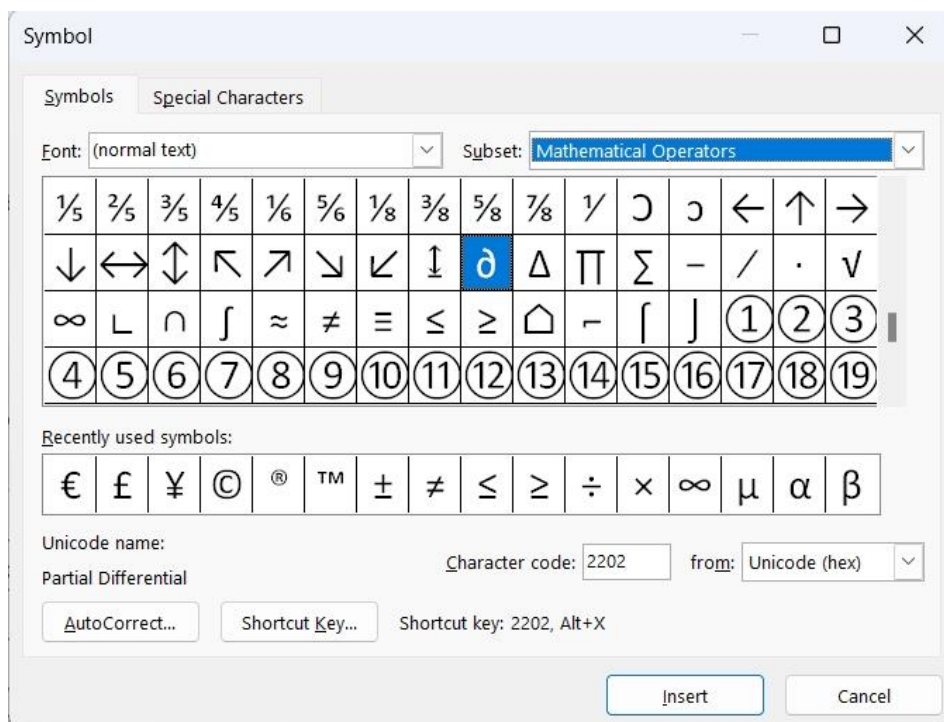 Symbol
Symbols Special Characters
Font: (normal text) Subset: Mathematical Operators
⅕ ⅖ ⅗ ⅘ ⅙ ⅚ ⅛ ⅜ ⅝ ⅞ ⅟ Ↄ ↄ ← ↑ →
↓ ↔ ↕ ↖ ↗ ↘ ↙ ↨ ∂ ∆ ∏ ∑ − ∕ ∙ √
∞ ∟ ∩ ∫ ≈ ≠ ≡ ≤ ≥ ⌂ ⌐ ⌠ ⌡ ① ② ③
④ ⑤ ⑥ ⑦ ⑧ ⑨ ⑩ ⑪ ⑫ ⑬ ⑭ ⑮ ⑯ ⑰ ⑱ ⑲
Recently used symbols:
€ £ ¥ © ® ™ ± ≠ ≤ ≥ ÷ × ∞ µ α β
Unicode name:
Partial Differential
Character code: 2202 from: Unicode (hex)
AutoCorrect... Shortcut Key... Shortcut key: 2202, Alt+X
Insert Cancel